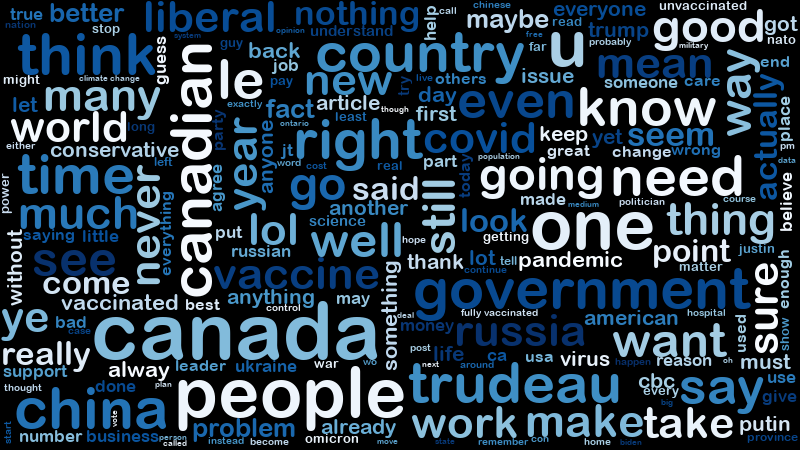 true better liberal nothing help call chinese everyone unvaccinated
nation stop opinion understand maybe read trump good got
think system guy back country u far free probably military nato
guess job new others issue mean someone care way end
might climate change le pay try live
let many exactly fact article though day even know actually place
world long canadian year party anyone ontario least right first covid keep yet seem
either conservative left jt word cost real part population great change wrong pm
time never agree go said today going need data
power much everything another still made medium politician course believe
saying little put lol science well hope look getting one thing
without see russian thank lot tell pandemic point justin
come vaccine something continue matter enough
vaccinated best anything control may government sure show
ye bad case canada deal money fully vaccinated russia american hospital used
really alway leader ukraine war wo post life ca usa virus want happen reason oh must
support thought done plan people next around trudeau cbc every say use
china vote problem already work big make take give
start number business person called instead become omicron move state remember con home biden putin province